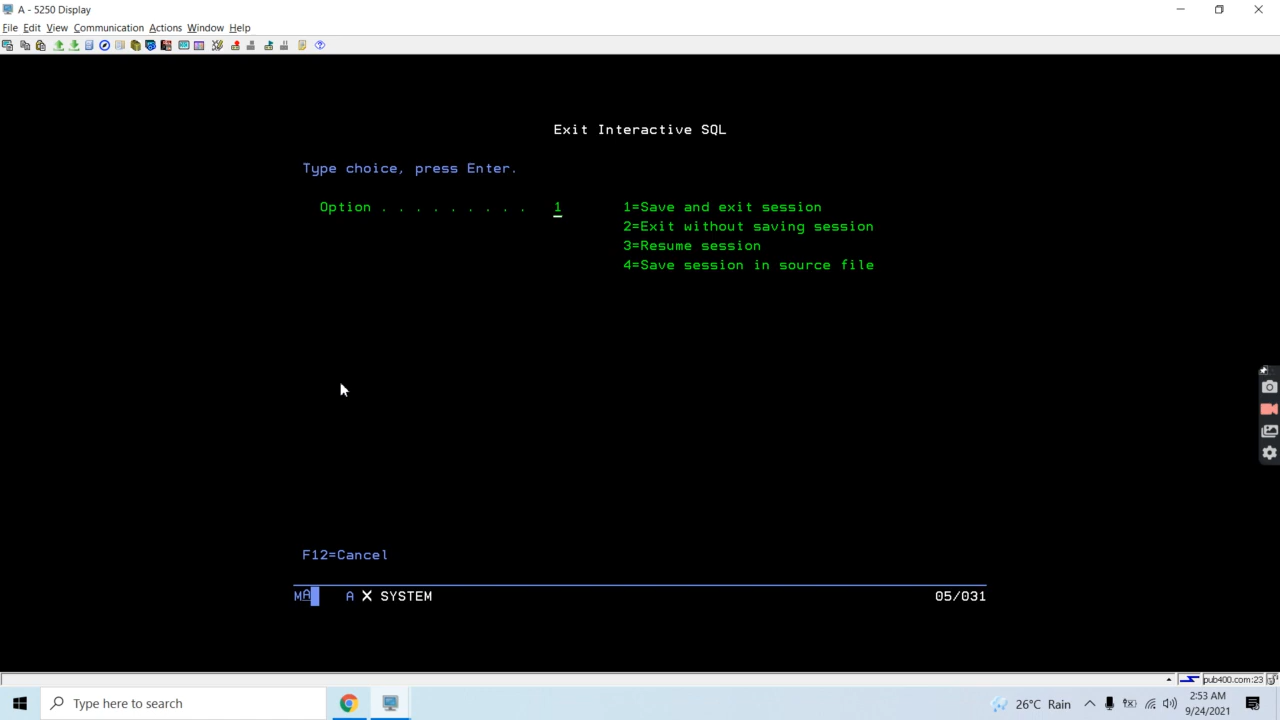 A - 5250 Display
File Edit View Communication Actions Window Help
Exit Interactive SQL
Type choice, press Enter.
Option . . . . . . . . . 1 1=Save and exit session
2=Exit without saving session
3=Resume session
4=Save session in source file
F12=Cancel
MA A X SYSTEM 05/031
pub400.com:23
Type here to search
26°C Rain
2:53 AM
9/24/2021